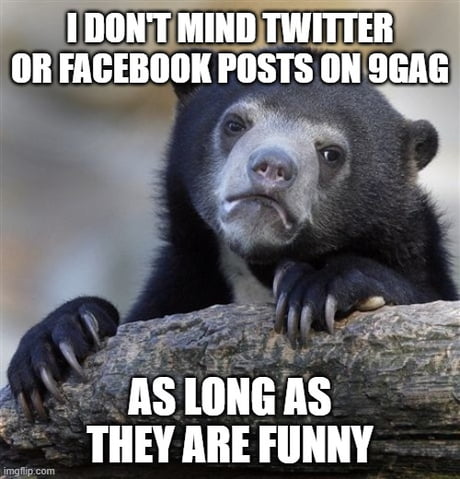 I DON'T MIND TWITTER
OR FACEBOOK POSTS ON 9GAG
AS LONG AS
THEY ARE FUNNY
imgflip.com